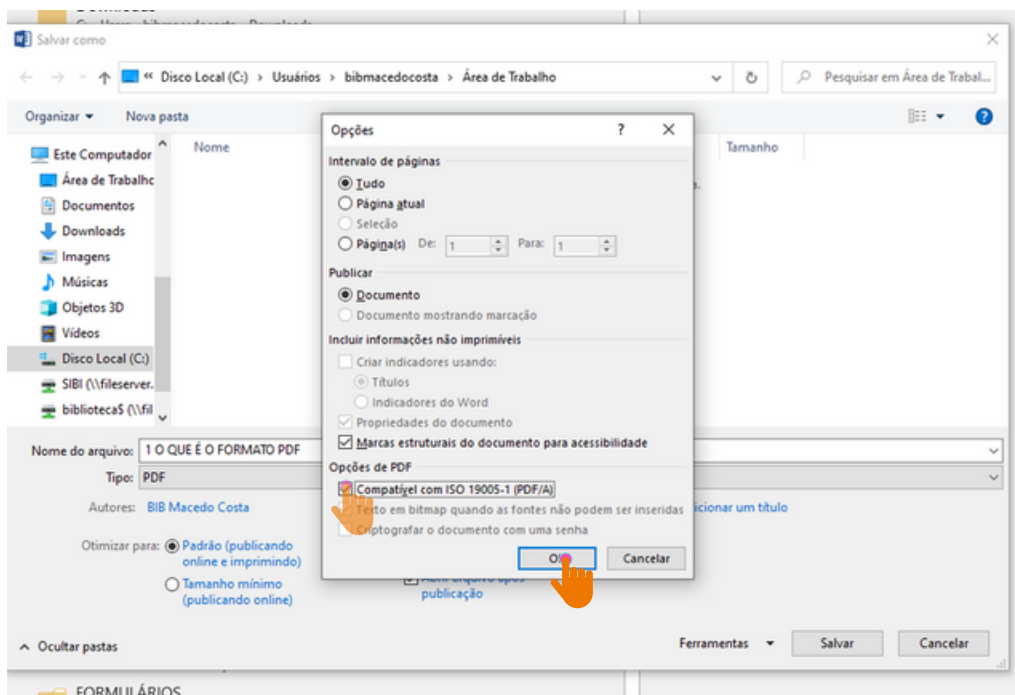 Salvar como
Disco Local (C:) › Usuários › bibmacedocosta › Área de Trabalho
Pesquisar em Área de Trabal...
Organizar
Nova pasta
Este Computador
Área de Trabalho
Documentos
Downloads
Imagens
Músicas
Objetos 3D
Vídeos
Disco Local (C:)
SIBI (\\fileserver.
biblioteca$ (\\fil
Nome
Tamanho
Opções
?
Intervalo de páginas
Tudo
Página atual
Seleção
Página(s) De: 1 Para: 1
Publicar
Documento
Documento mostrando marcação
Incluir informações não imprimíveis
Criar indicadores usando:
Títulos
Indicadores do Word
Propriedades do documento
Marcas estruturais do documento para acessibilidade
Opções de PDF
Compatível com ISO 19005-1 (PDF/A)
Texto em bitmap quando as fontes não podem ser inseridas
Criptografar o documento com uma senha
Cancelar
Nome do arquivo: 1 O QUE É O FORMATO PDF
Tipo: PDF
Autores: BIB Macedo Costa
icionar um título
Otimizar para: Padrão (publicando
online e imprimindo)
Tamanho mínimo
(publicando online)
Abrir arquivo após
publicação
Ocultar pastas
Ferramentas
Salvar
Cancelar
FORMULÁRIOS